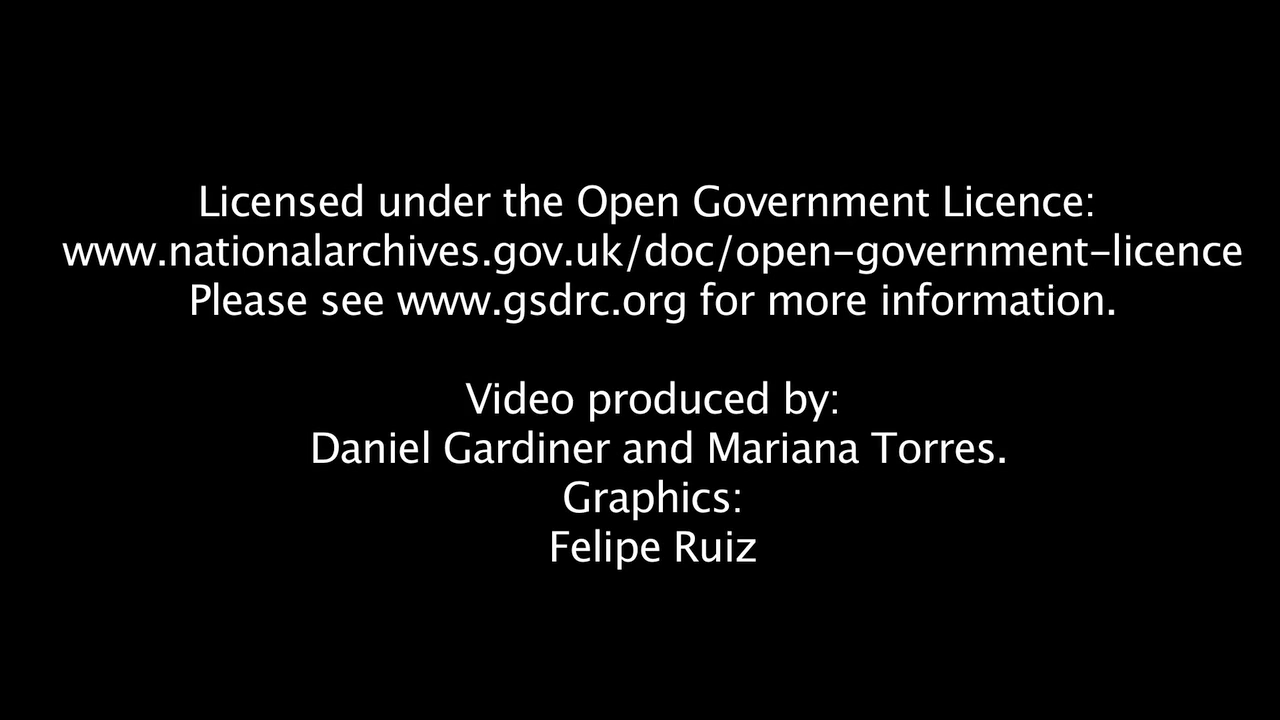 Licensed under the Open Government Licence:
www.nationalarchives.gov.uk/doc/open-government-licence
Please see www.gsdrc.org for more information.
Video produced by:
Daniel Gardiner and Mariana Torres.
Graphics:
Felipe Ruiz